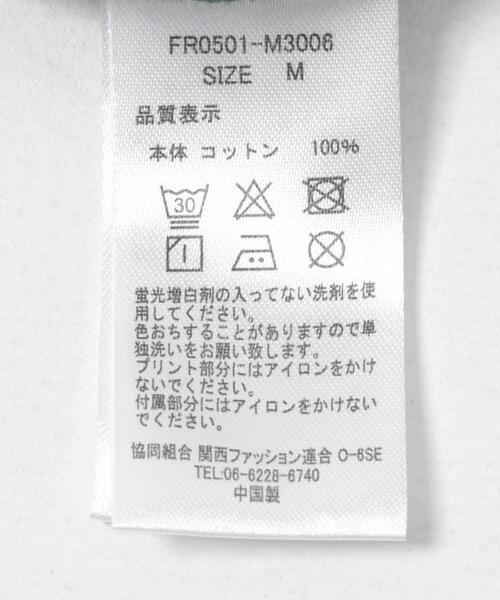 FR0501-M3006
SIZE M
品質表示
本体 コットン 100%
30
蛍光増白剤の入ってない洗剤を使
用してください。
色おちすることがありますので単
独洗いをお願い致します。
プリント部分にはアイロンをかけ
ないでください。
付属部分にはアイロンをかけない
でください。
協同組合 関西ファッション連合 O-6SE
TEL:06-6228-6740
中国製